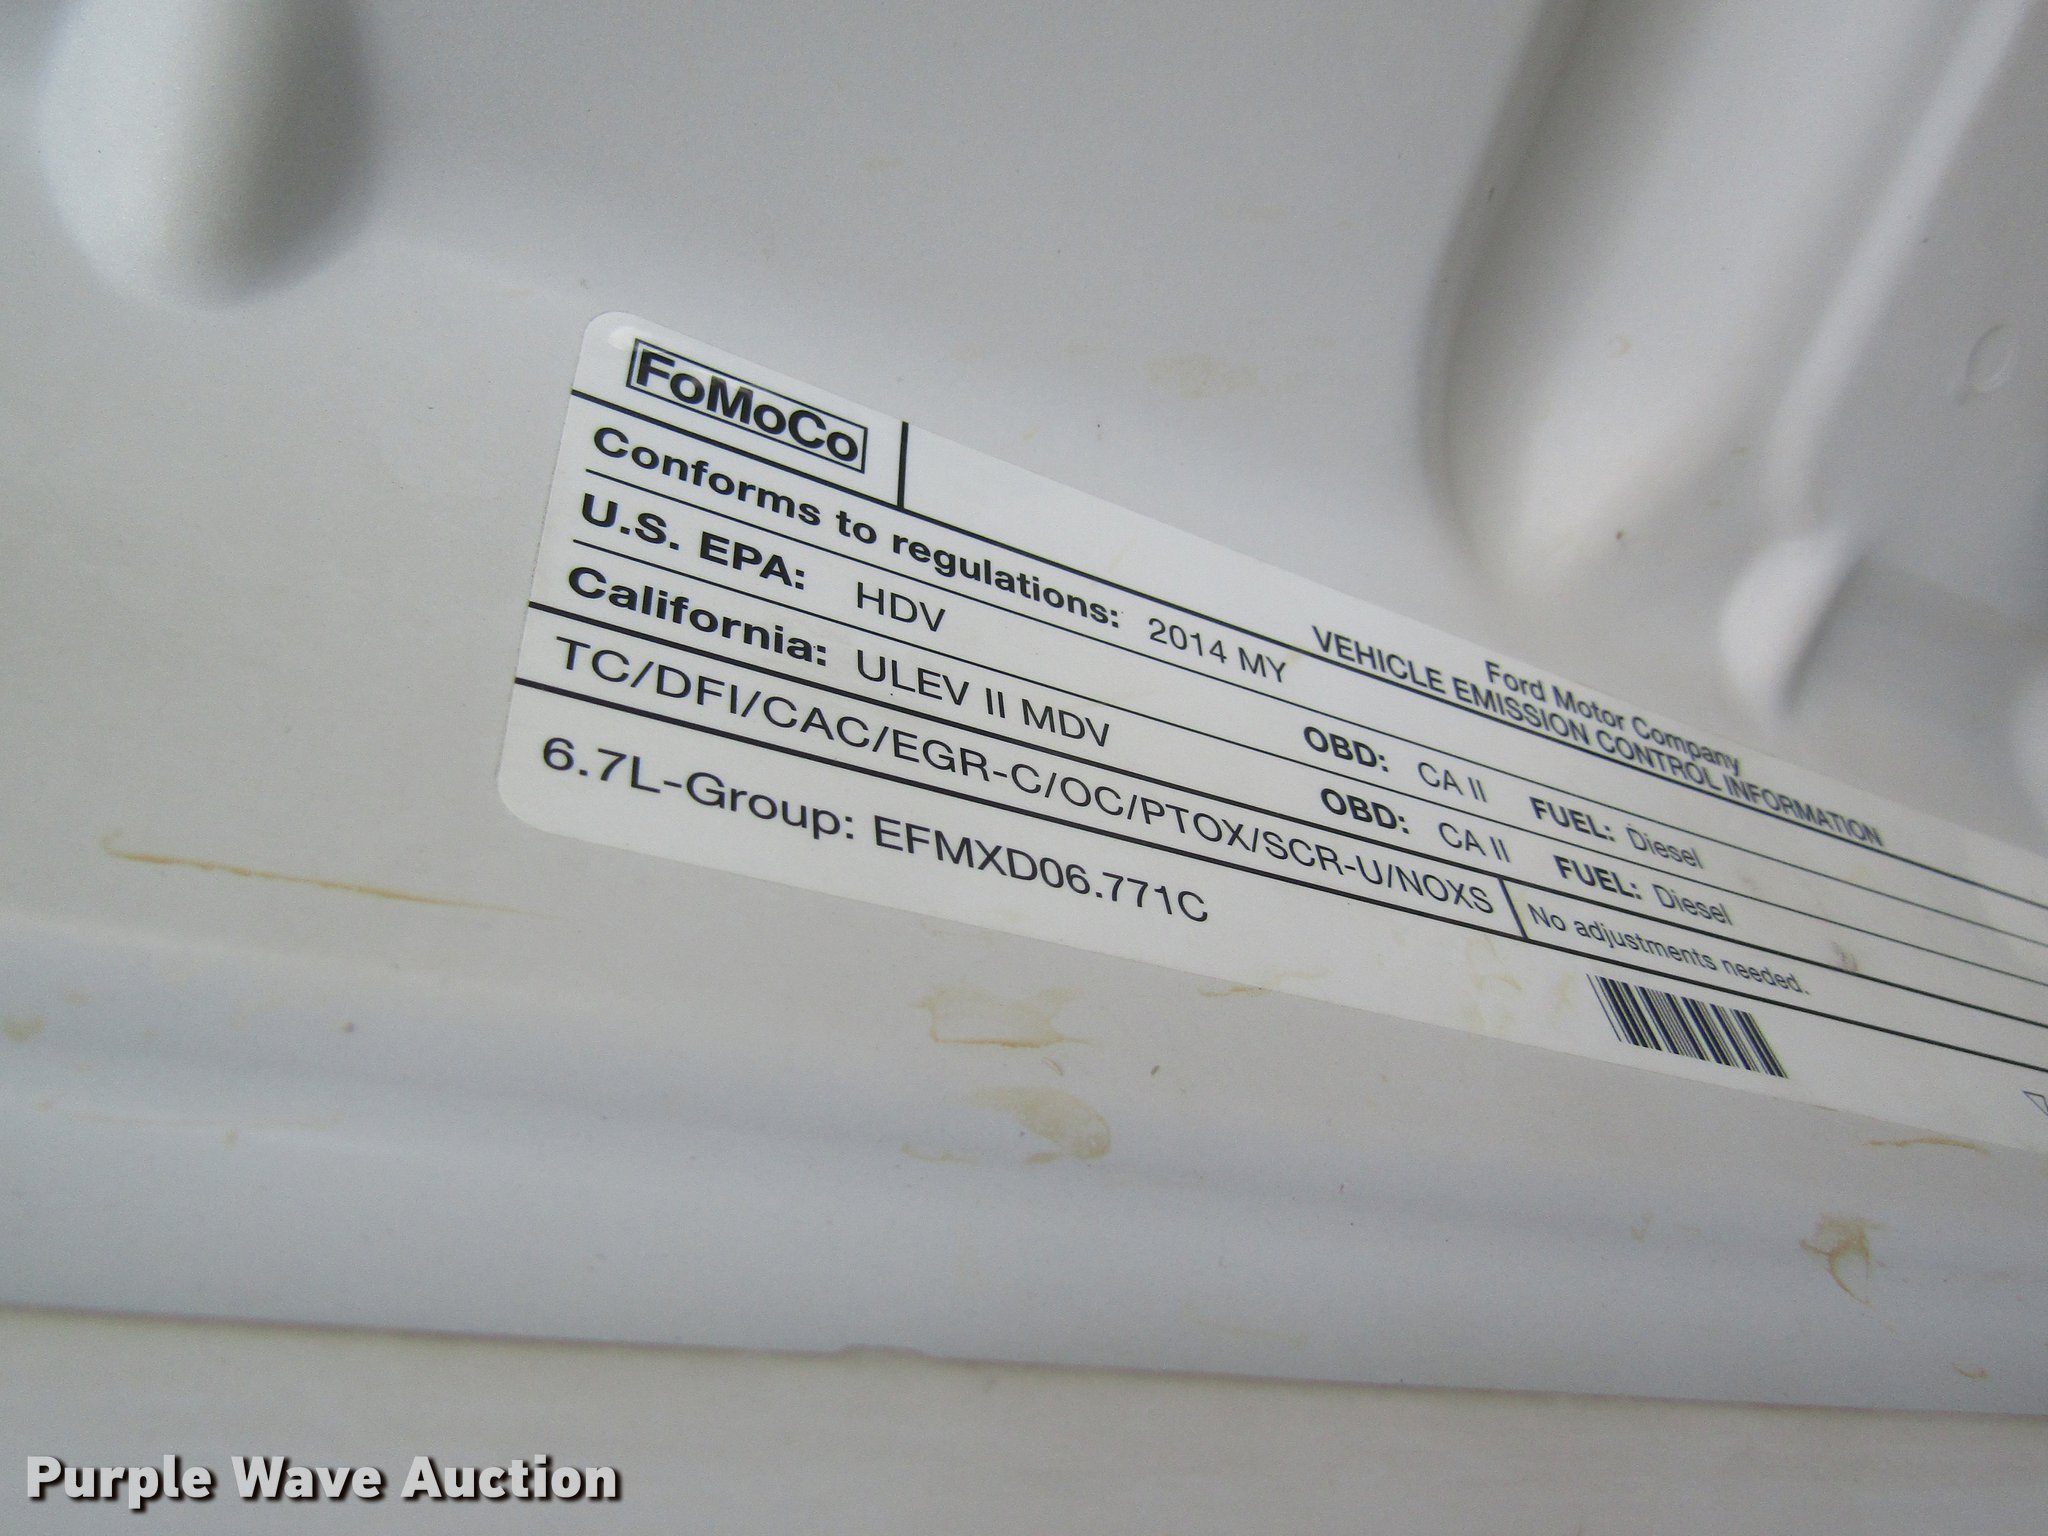 FoMoCo
Ford Motor Company
VEHICLE EMISSION CONTROL INFORMATION
Conforms to regulations: 2014 MY
U.S. EPA: HDV OBD: CA II FUEL: Diesel
California: ULEV II MDV OBD: CA II FUEL: Diesel
TC/DFI/CAC/EGR-C/OC/PTOX/SCR-U/NOXS No adjustments needed.
6.7L-Group: EFMXD06.771C
Purple Wave Auction